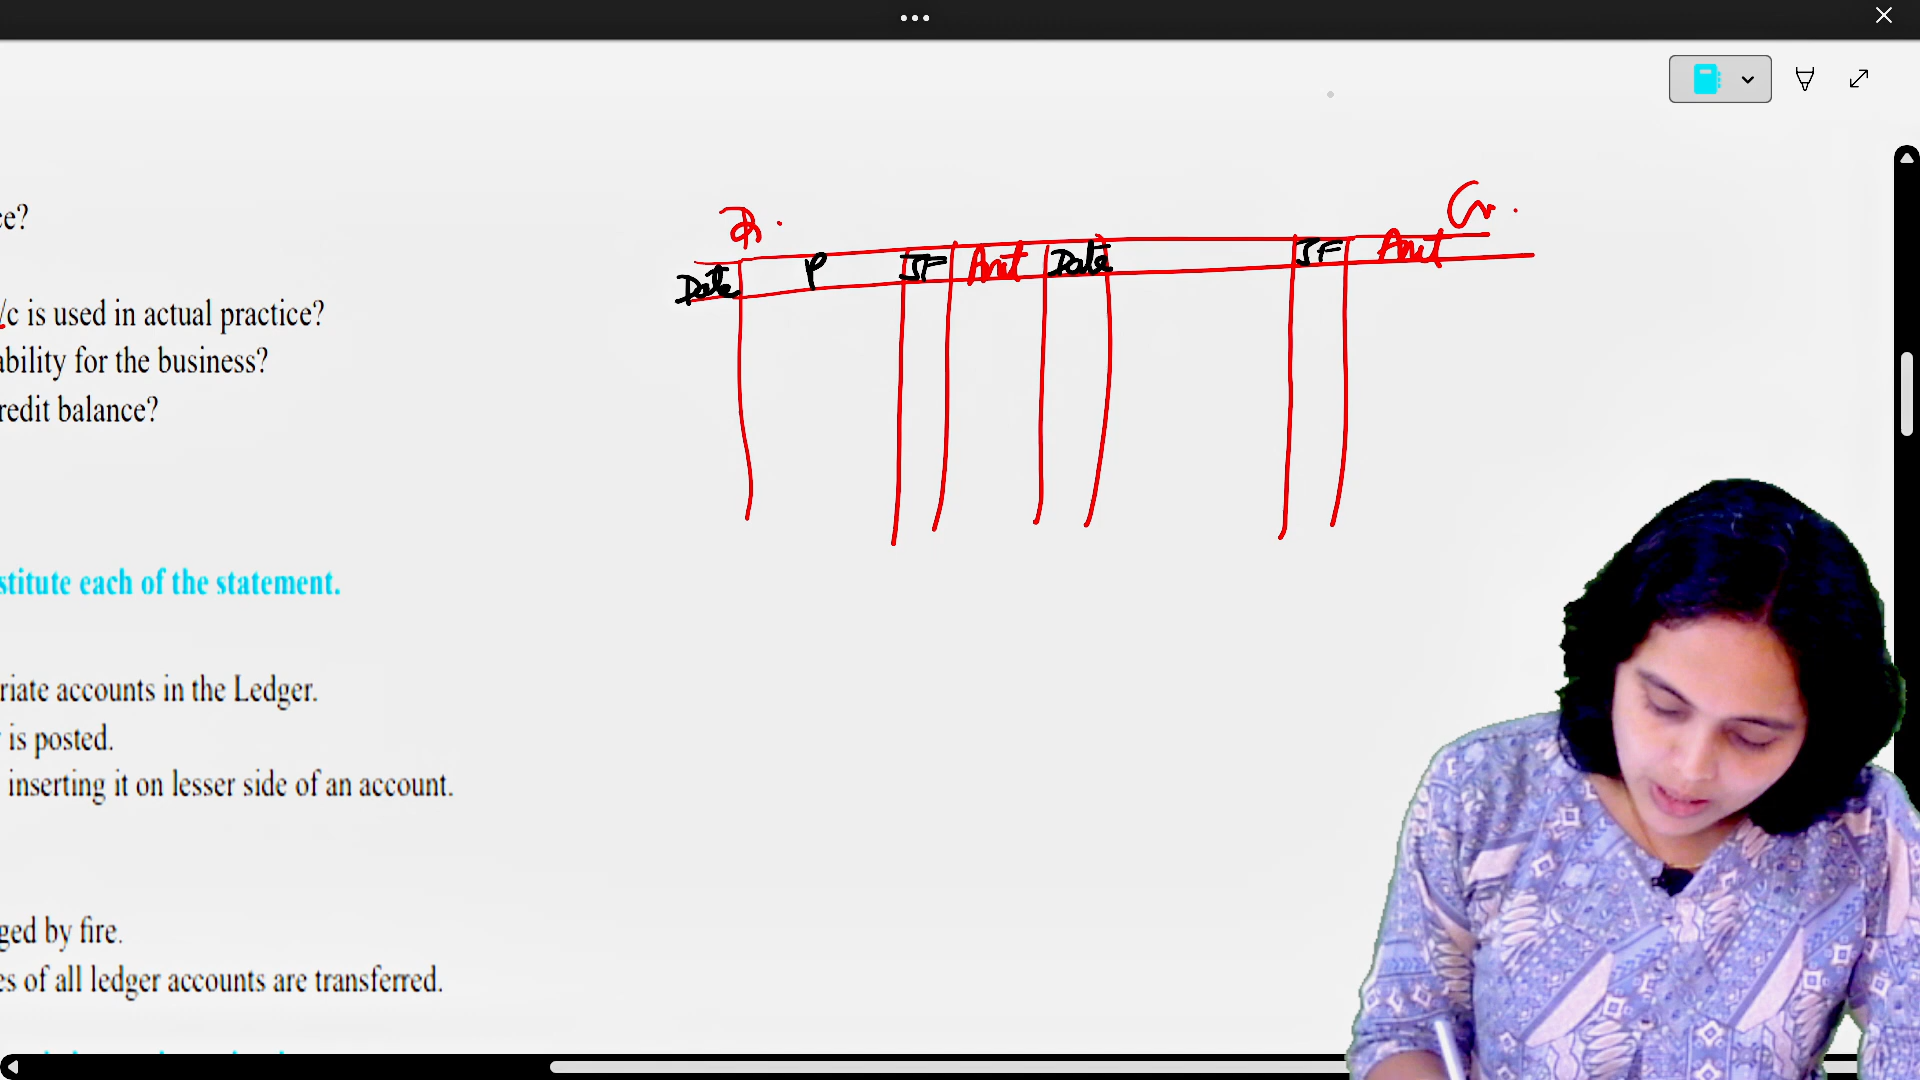 ce?
/c is used in actual practice?
ability for the business?
redit balance?
stitute each of the statement.
riate accounts in the Ledger.
is posted.
inserting it on lesser side of an account.
ged by fire.
es of all ledger accounts are transferred.
Dr. Cr.
Date P JF Amt Date JF Amt